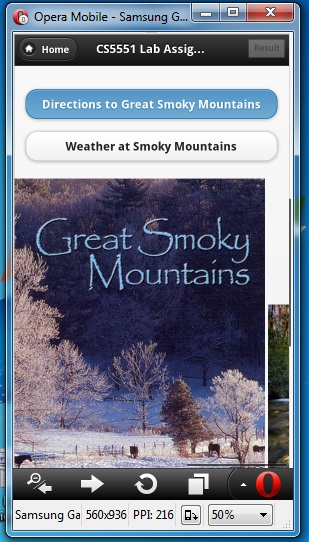 Opera Mobile - Samsung G...
Home
CS5551 Lab Assig...
Result
Directions to Great Smoky Mountains
Weather at Smoky Mountains
Great Smoky
Mountains
Samsung Ga
560x936
PPI: 216
50%